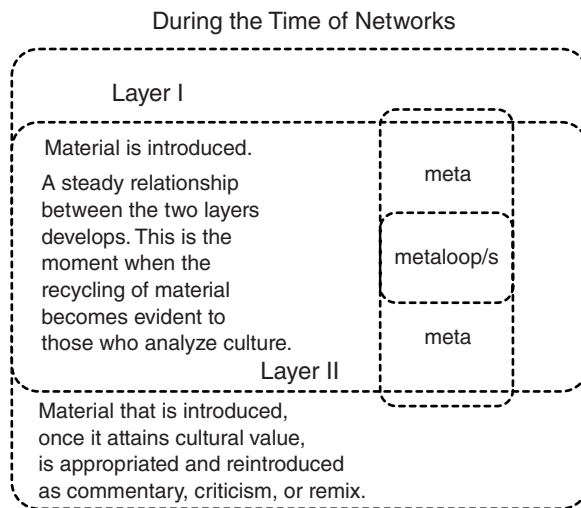 During the Time of Networks
Layer I
Material is introduced.
A steady relationship
between the two layers
develops. This is the
moment when the
recycling of material
becomes evident to
those who analyze culture.
meta
metaloop/s
meta
Layer II
Material that is introduced,
once it attains cultural value,
is appropriated and reintroduced
as commentary, criticism, or remix.